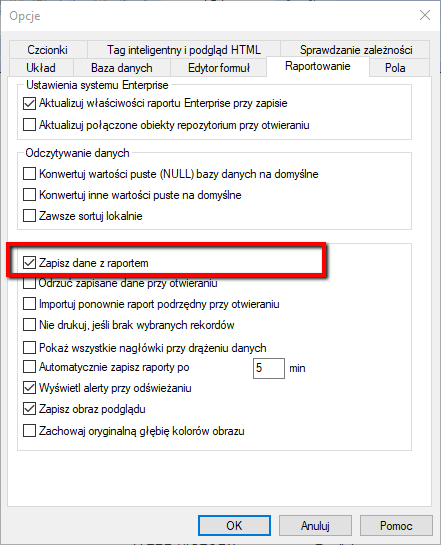 Opcje
Czcionki Tag inteligentny i podgląd HTML Sprawdzanie zależności
Układ Baza danych Edytor formuł Raportowanie Pola
Ustawienia systemu Enterprise
Aktualizuj właściwości raportu Enterprise przy zapisie
Aktualizuj połączone obiekty repozytorium przy otwieraniu
Odczytywanie danych
Konwertuj wartości puste (NULL) bazy danych na domyślne
Konwertuj inne wartości puste na domyślne
Zawsze sortuj lokalnie
Zapisz dane z raportem
Odrzuć zapisane dane przy otwieraniu
Importuj ponownie raport podrzędny przy otwieraniu
Nie drukuj, jeśli brak wybranych rekordów
Pokaż wszystkie nagłówki przy drążeniu danych
Automatycznie zapisz raporty po 5 min
Wyświetl alerty przy odświeżaniu
Zapisz obraz podglądu
Zachowaj oryginalną głębię kolorów obrazu
OK Anuluj Pomoc